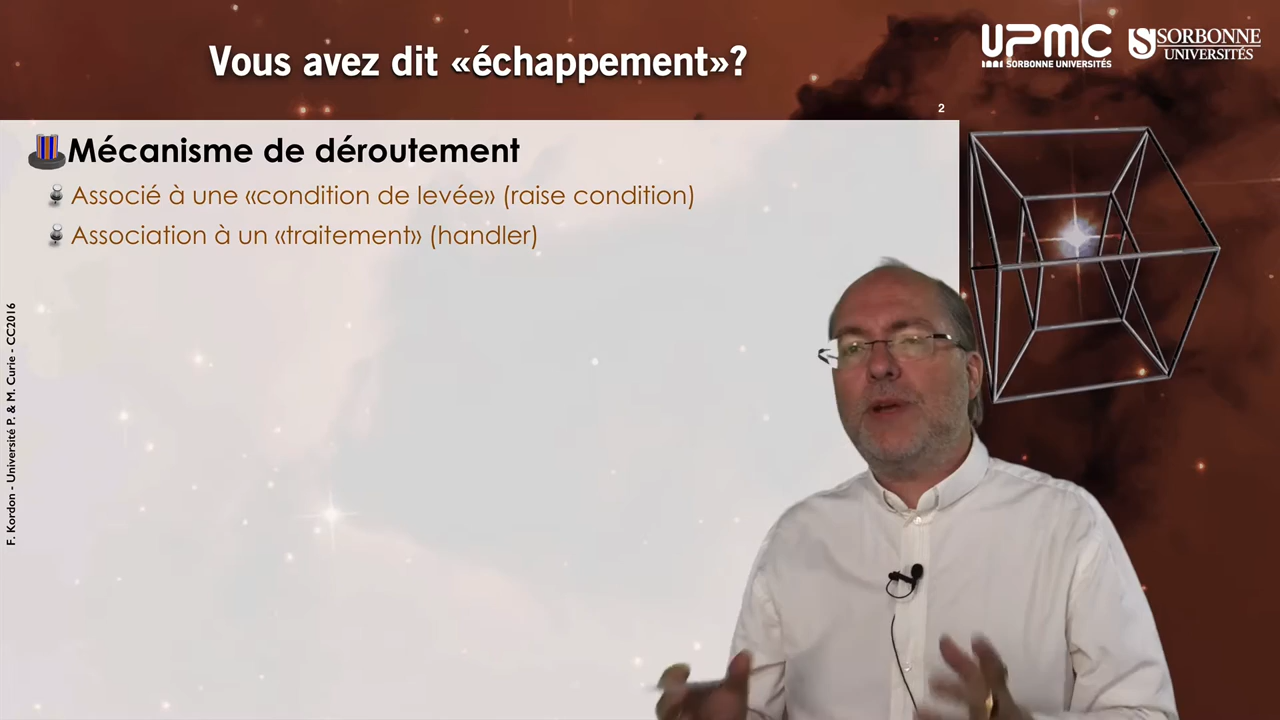 Vous avez dit «échappement»?
UPMC
SORBONNE UNIVERSITÉS
SORBONNE
UNIVERSITÉS
2
Mécanisme de déroutement
Associé à une «condition de levée» (raise condition)
Association à un «traitement» (handler)
F. Kordon - Université P. & M. Curie - CC2016